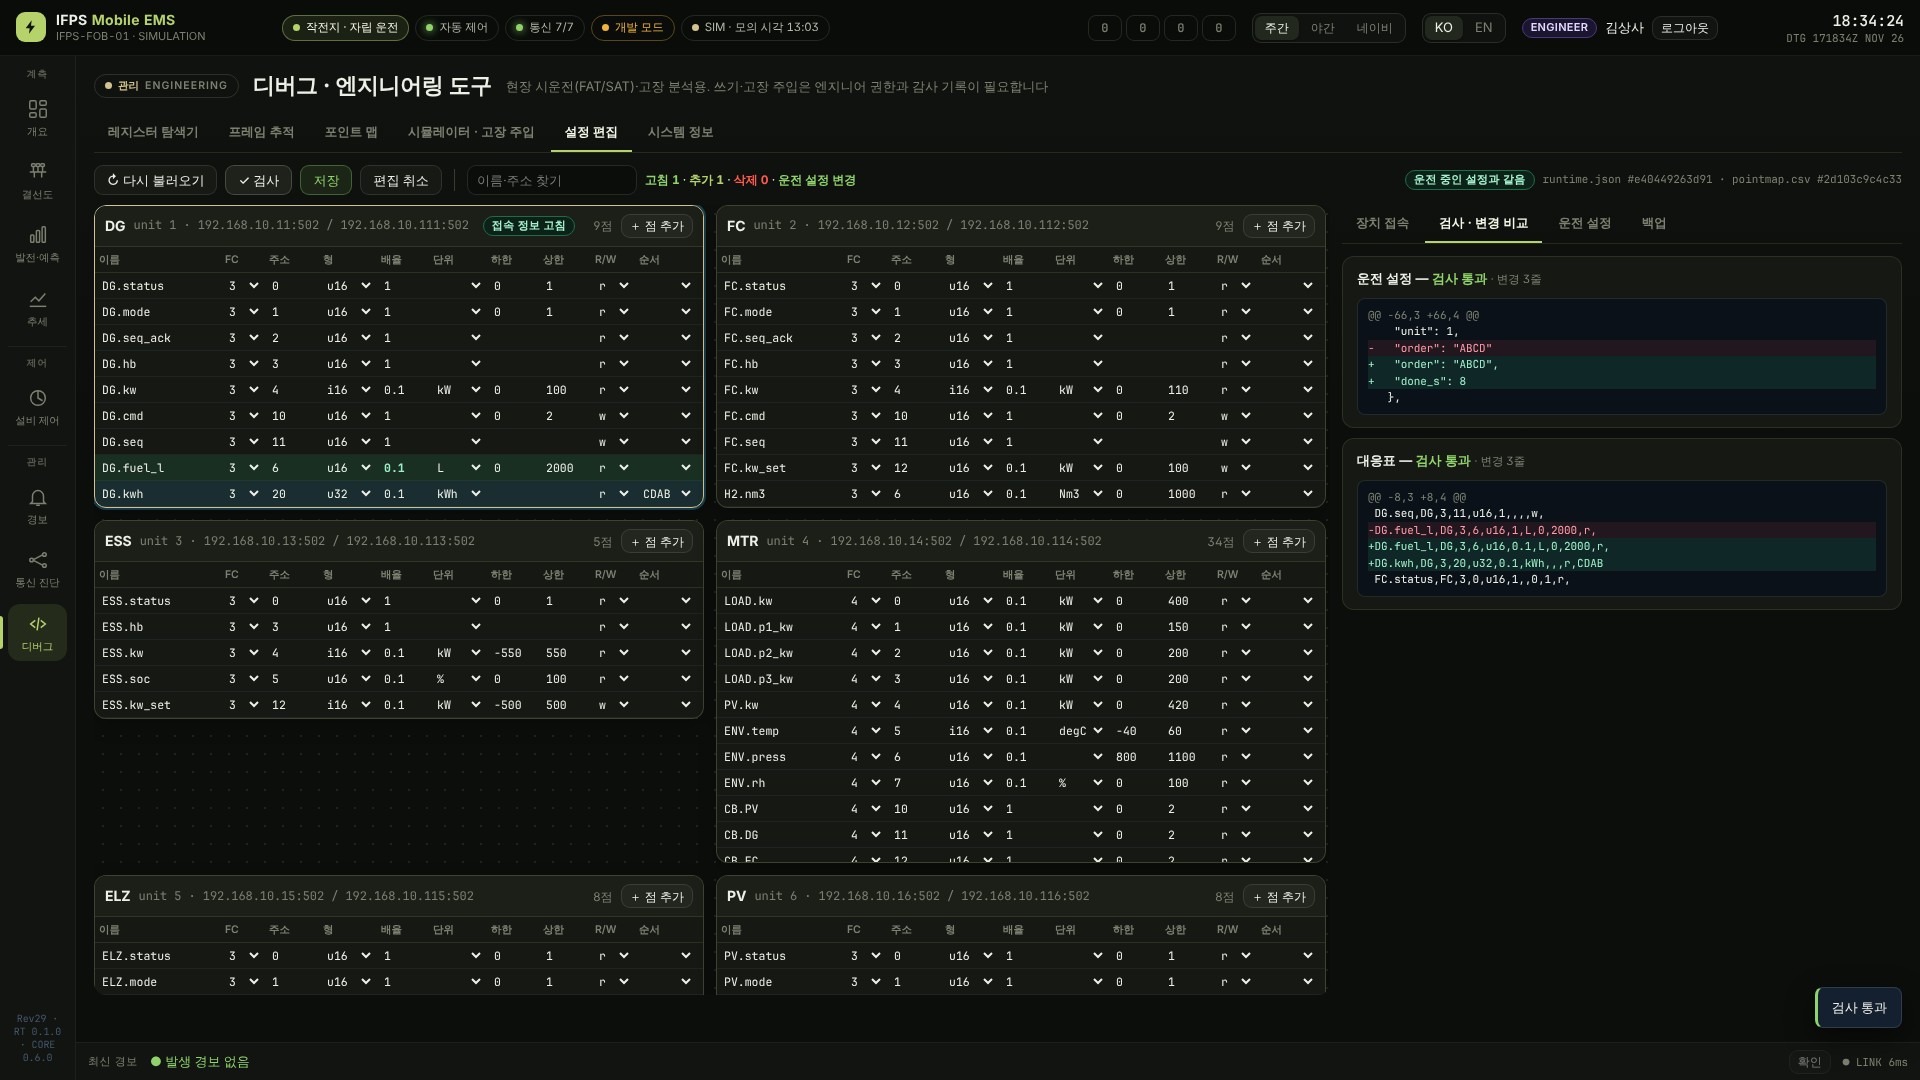 IFPS Mobile EMS
IFPS-FOB-01 · SIMULATION
작전지 · 자립 운전
자동 제어
통신 7/7
개발 모드
SIM · 모의 시각 13:03
0 0 0 0
주간 야간 네이비
KO EN
ENGINEER 김상사 로그아웃
18:34:24
DTG 171834Z NOV 26
계측
개요
결선도
발전·예측
추세
제어
설비 제어
관리
경보
통신 진단
디버그
Rev29 ·
RT 0.1.0
· CORE
0.6.0
관리 ENGINEERING
디버그 · 엔지니어링 도구
현장 시운전(FAT/SAT)·고장 분석용. 쓰기·고장 주입은 엔지니어 권한과 감사 기록이 필요합니다
레지스터 탐색기 프레임 추적 포인트 맵 시뮬레이터 · 고장 주입 설정 편집 시스템 정보
↻ 다시 불러오기 ✓ 검사 저장 편집 취소 이름·주소 찾기 고침 1 · 추가 1 · 삭제 0 · 운전 설정 변경
운전 중인 설정과 같음 runtime.json #e40449263d91 · pointmap.csv #2d103c9c4c33
DG unit 1 · 192.168.10.11:502 / 192.168.10.111:502 접속 정보 고침 9점 + 점 추가
이름 FC 주소 형 배율 단위 하한 상한 R/W 순서
DG.status 3 0 u16 1 0 1 r
DG.mode 3 1 u16 1 0 1 r
DG.seq_ack 3 2 u16 1 r
DG.hb 3 3 u16 1 r
DG.kw 3 4 i16 0.1 kW 0 100 r
DG.cmd 3 10 u16 1 0 2 w
DG.seq 3 11 u16 1 w
DG.fuel_l 3 6 u16 0.1 L 0 2000 r
DG.kwh 3 20 u32 0.1 kWh r CDAB
FC unit 2 · 192.168.10.12:502 / 192.168.10.112:502 9점 + 점 추가
이름 FC 주소 형 배율 단위 하한 상한 R/W 순서
FC.status 3 0 u16 1 0 1 r
FC.mode 3 1 u16 1 0 1 r
FC.seq_ack 3 2 u16 1 r
FC.hb 3 3 u16 1 r
FC.kw 3 4 i16 0.1 kW 0 110 r
FC.cmd 3 10 u16 1 0 2 w
FC.seq 3 11 u16 1 w
FC.kw_set 3 12 u16 0.1 kW 0 100 w
H2.nm3 3 6 u16 0.1 Nm3 0 1000 r
ESS unit 3 · 192.168.10.13:502 / 192.168.10.113:502 5점 + 점 추가
이름 FC 주소 형 배율 단위 하한 상한 R/W 순서
ESS.status 3 0 u16 1 0 1 r
ESS.hb 3 3 u16 1 r
ESS.kw 3 4 i16 0.1 kW -550 550 r
ESS.soc 3 5 u16 0.1 % 0 100 r
ESS.kw_set 3 12 i16 0.1 kW -500 500 w
MTR unit 4 · 192.168.10.14:502 / 192.168.10.114:502 34점 + 점 추가
이름 FC 주소 형 배율 단위 하한 상한 R/W 순서
LOAD.kw 4 0 u16 0.1 kW 0 400 r
LOAD.p1_kw 4 1 u16 0.1 kW 0 150 r
LOAD.p2_kw 4 2 u16 0.1 kW 0 200 r
LOAD.p3_kw 4 3 u16 0.1 kW 0 200 r
PV.kw 4 4 u16 0.1 kW 0 420 r
ENV.temp 4 5 i16 0.1 degC -40 60 r
ENV.press 4 6 u16 0.1 800 1100 r
ENV.rh 4 7 u16 0.1 % 0 100 r
CB.PV 4 10 u16 1 0 2 r
CB.DG 4 11 u16 1 0 2 r
CB.FC 4 12 u16 1 0 2 r
ELZ unit 5 · 192.168.10.15:502 / 192.168.10.115:502 8점 + 점 추가
이름 FC 주소 형 배율 단위 하한 상한 R/W 순서
ELZ.status 3 0 u16 1 0 1 r
ELZ.mode 3 1 u16 1 0 1 r
PV unit 6 · 192.168.10.16:502 / 192.168.10.116:502 8점 + 점 추가
이름 FC 주소 형 배율 단위 하한 상한 R/W 순서
PV.status 3 0 u16 1 0 1 r
PV.mode 3 1 u16 1 0 1 r
장치 접속 검사 · 변경 비교 운전 설정 백업
운전 설정 — 검사 통과 · 변경 3줄
@@ -66,3 +66,4 @@
"unit": 1,
- "order": "ABCD"
+ "order": "ABCD",
+ "done_s": 8
},
대응표 — 검사 통과 · 변경 3줄
@@ -8,3 +8,4 @@
DG.seq,DG,3,11,u16,1,,,,w,
-DG.fuel_l,DG,3,6,u16,1,L,0,2000,r,
+DG.fuel_l,DG,3,6,u16,0.1,L,0,2000,r,
+DG.kwh,DG,3,20,u32,0.1,kWh,,,r,CDAB
FC.status,FC,3,0,u16,1,,0,1,r,
검사 통과
최신 경보 발생 경보 없음
확인 LINK 6ms